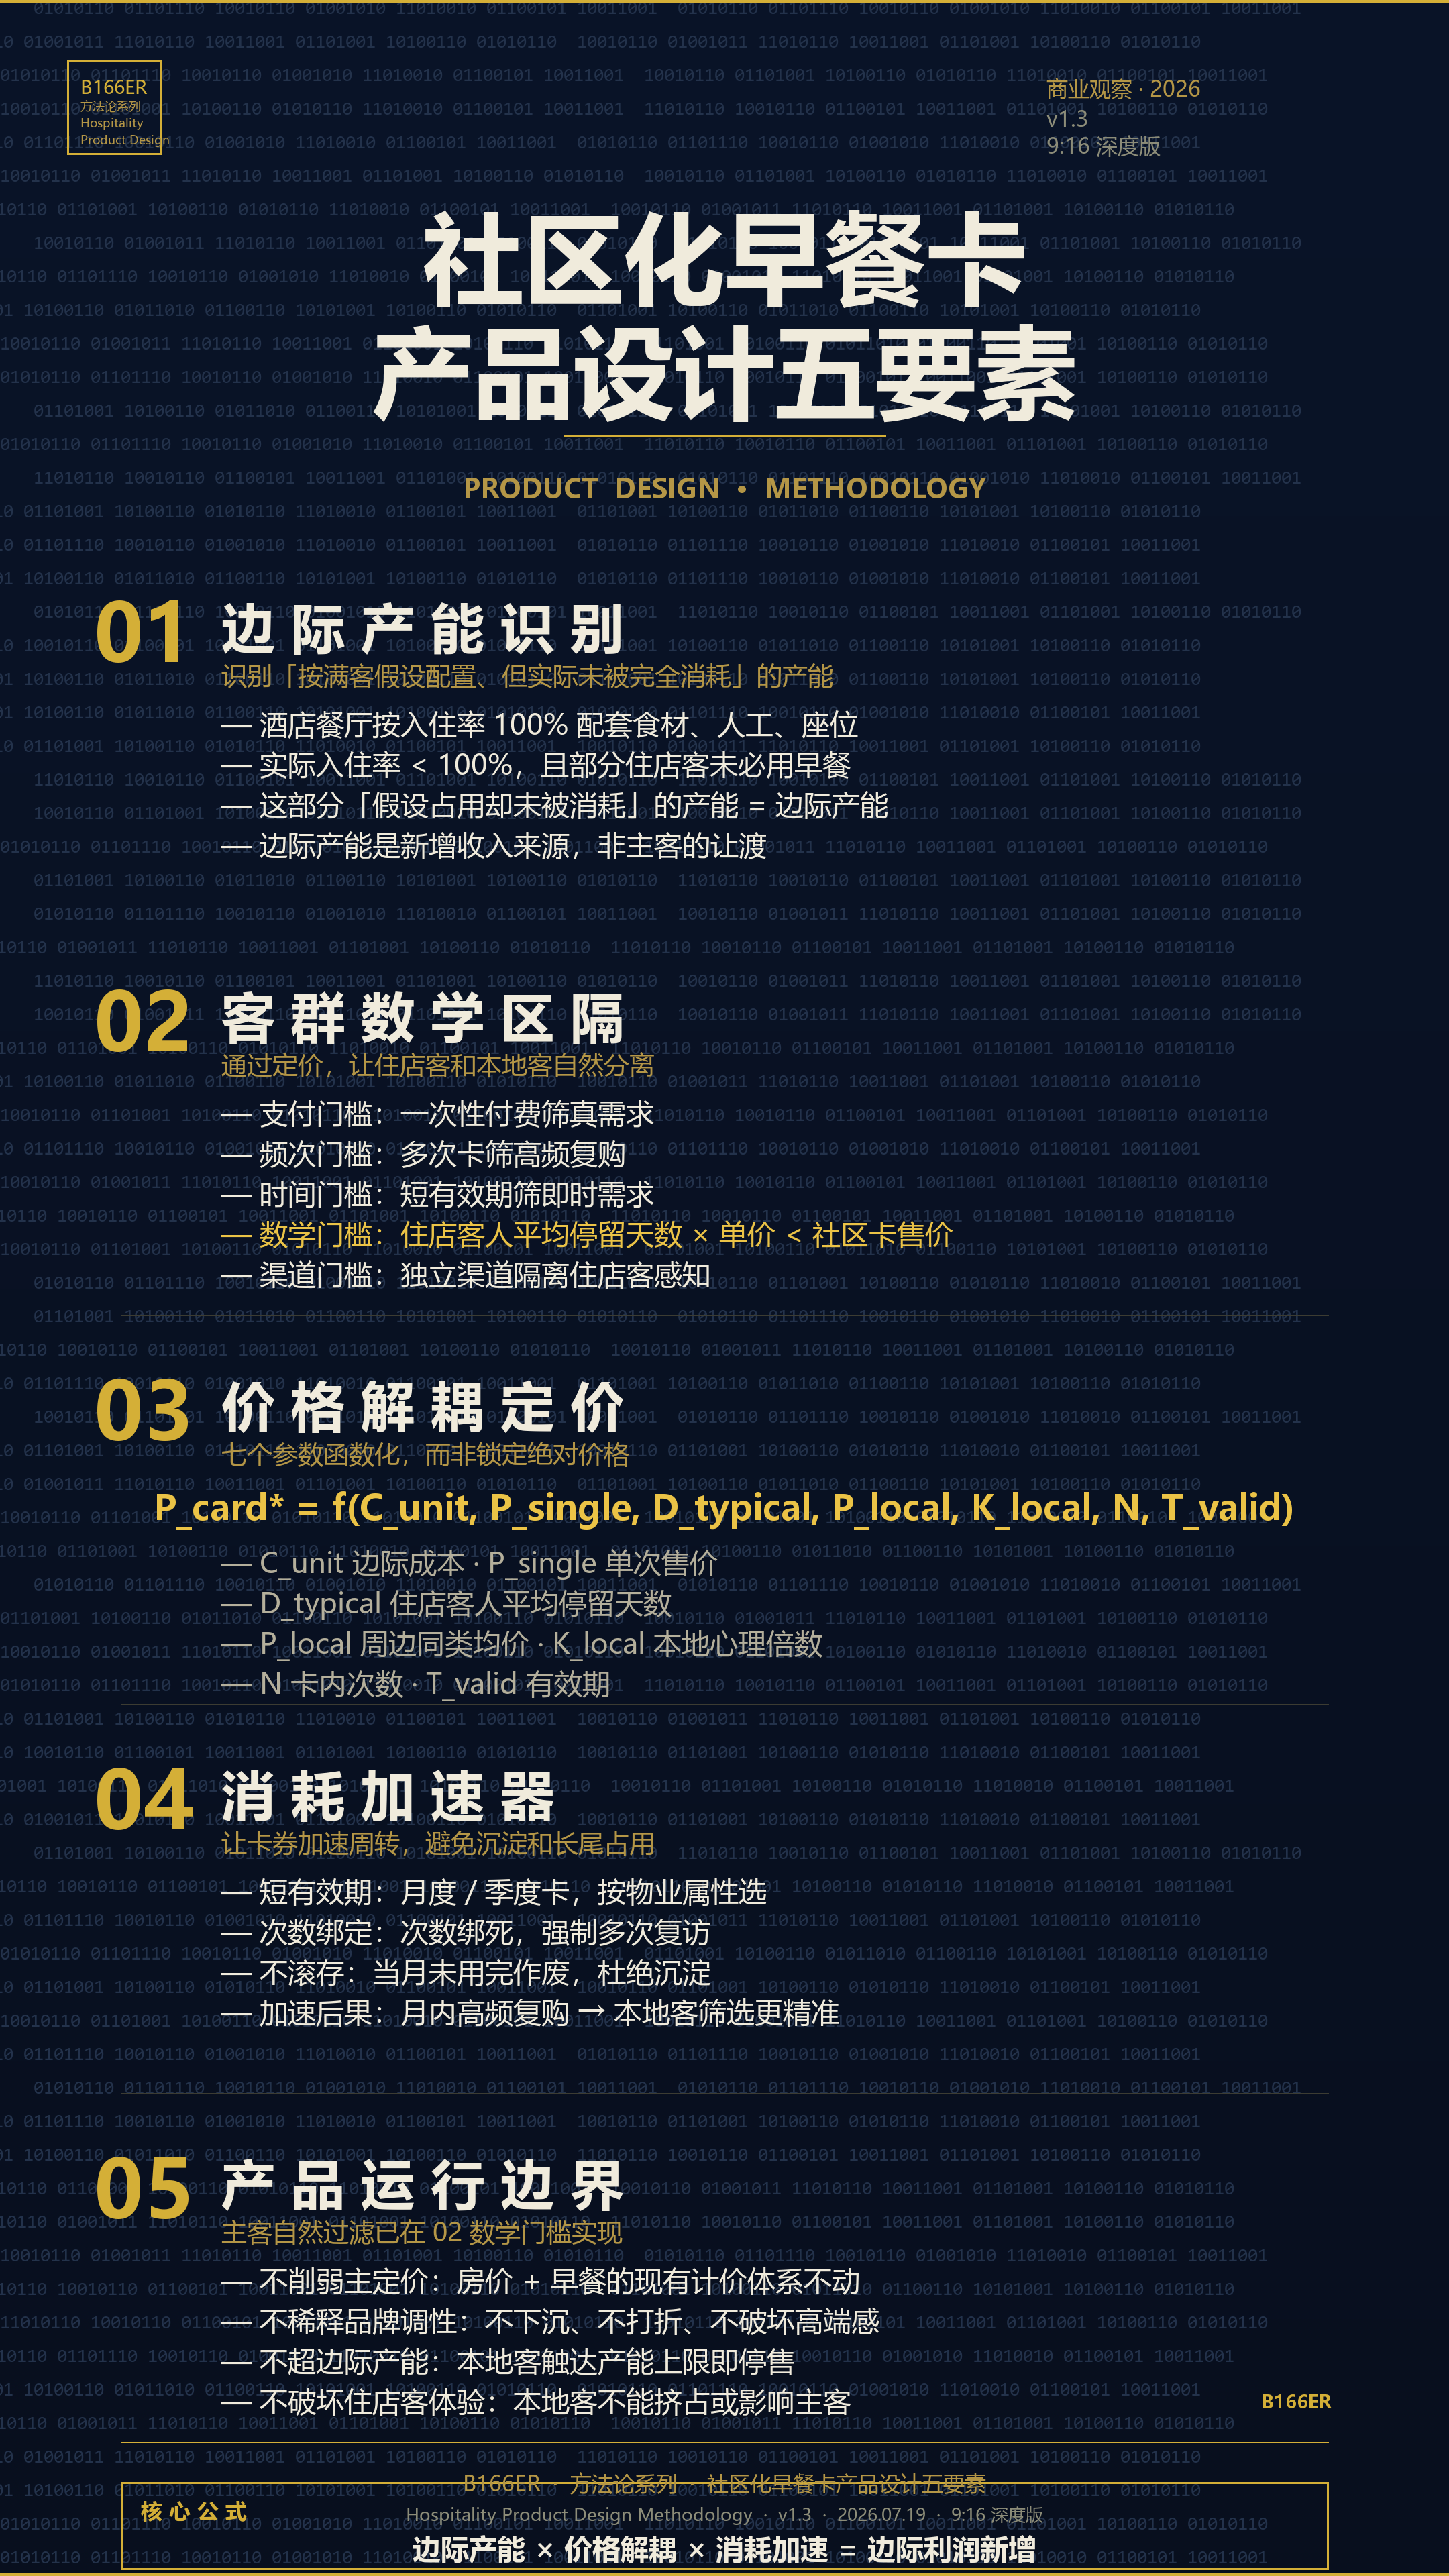 B166ER
方法论系列
Hospitality
Product Design
商业观察 · 2026
v1.3
9:16 深度版
社区化早餐卡
产品设计五要素
PRODUCT DESIGN • METHODOLOGY
01 边际产能识别
识别「按满客假设配置、但实际未被完全消耗」的产能
— 酒店餐厅按入住率 100% 配套食材、人工、座位
— 实际入住率 < 100%，且部分住店客未必用早餐
— 这部分「假设占用却未被消耗」的产能 = 边际产能
— 边际产能是新增收入来源，非主客的让渡
02 客群数学区隔
通过定价，让住店客和本地客自然分离
— 支付门槛：一次性付费筛真需求
— 频次门槛：多次卡筛高频复购
— 时间门槛：短有效期筛即时需求
— 数学门槛：住店客人平均停留天数 × 单价 < 社区卡售价
— 渠道门槛：独立渠道隔离住店客感知
03 价格解耦定价
七个参数函数化，而非锁定绝对价格
P_card* = f(C_unit, P_single, D_typical, P_local, K_local, N, T_valid)
— C_unit 边际成本 · P_single 单次售价
— D_typical 住店客人平均停留天数
— P_local 周边同类均价 · K_local 本地心理倍数
— N 卡内次数 · T_valid 有效期
04 消耗加速器
让卡券加速周转，避免沉淀和长尾占用
— 短有效期：月度 / 季度卡，按物业属性选
— 次数绑定：次数绑死，强制多次复访
— 不滚存：当月未用完作废，杜绝沉淀
— 加速后果：月内高频复购 → 本地客筛选更精准
05 产品运行边界
主客自然过滤已在 02 数学门槛实现
— 不削弱主定价：房价 + 早餐的现有计价体系不动
— 不稀释品牌调性：不下沉、不打折、不破坏高端感
— 不超边际产能：本地客触达产能上限即停售
— 不破坏住店客体验：本地客不能挤占或影响主客
B166ER
B166ER · 方法论系列 · 社区化早餐卡产品设计五要素
核心公式
Hospitality Product Design Methodology · v1.3 · 2026.07.19 · 9:16 深度版
边际产能 × 价格解耦 × 消耗加速 = 边际利润新增